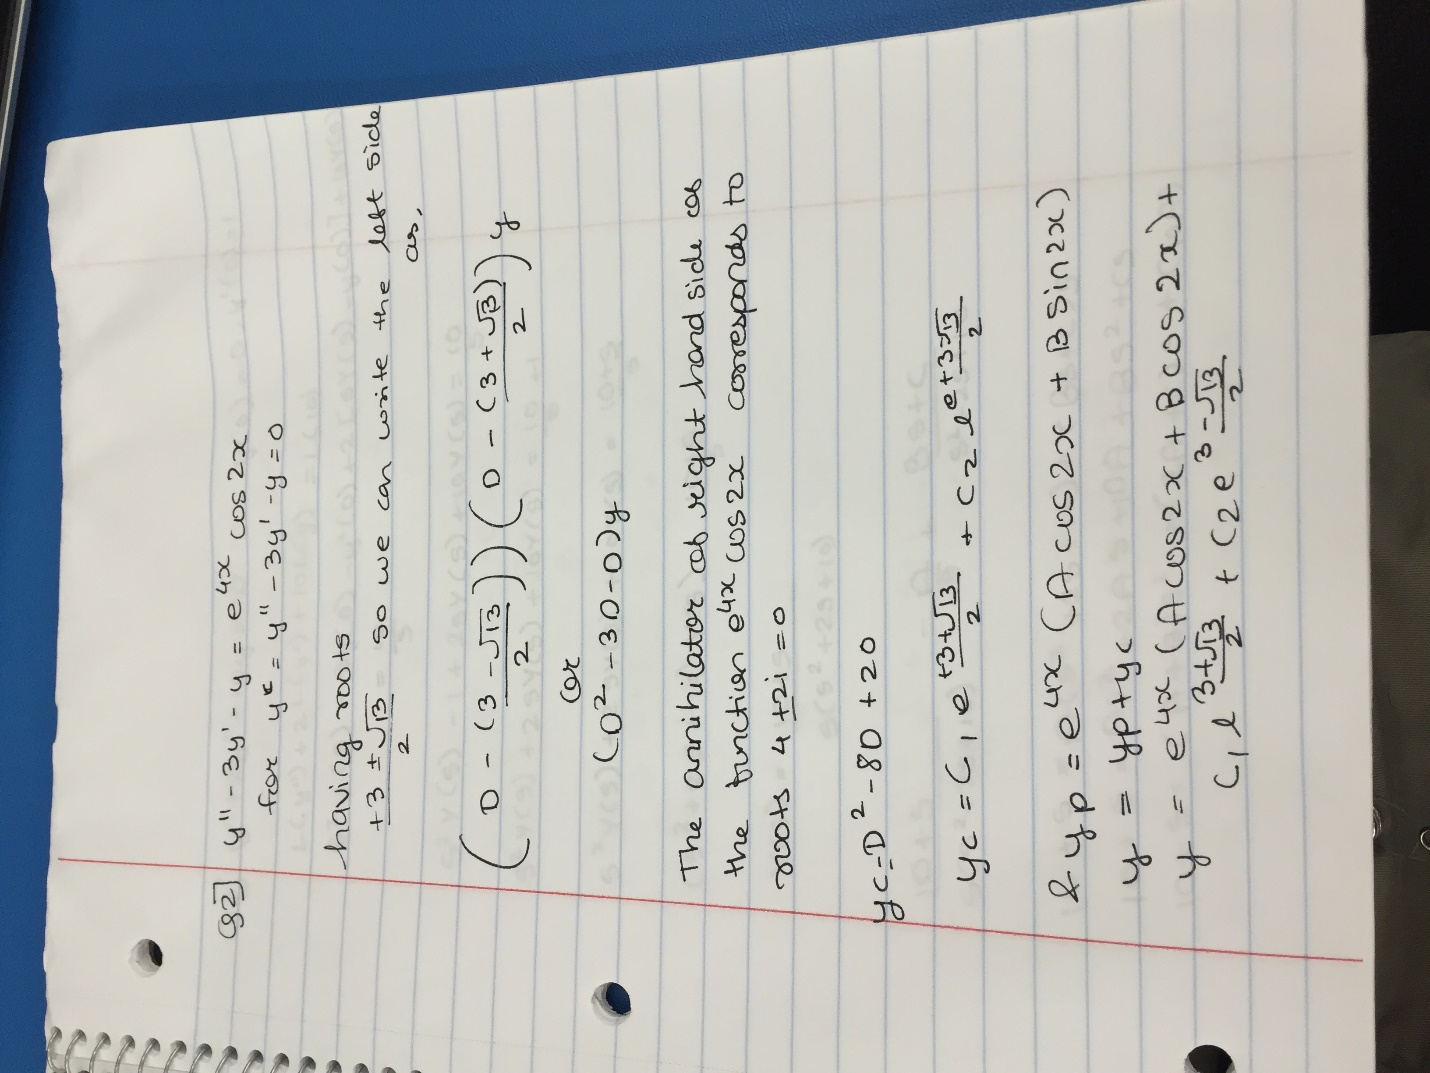 Q2] y'' - 3y' - y = e^{4x} cos 2x
for y^c = y'' - 3y' - y = 0
having roots
+3 ± √13 / 2 so we can write the left side
as,
(D - (3 - √13)/2)) (D - (3 + √13))/2) y
or
(D² - 3D - D)y
The annihilator of right hand side as
the function e^{4x} cos 2x corresponds to
roots 4 ± 2i = 0
yc = D² - 8D + 20
yc = C₁ e^{+3+√13 / 2} + C₂ e^{+3-√13 / 2}
& yp = e^{4x} (A cos 2x + B sin 2x)
y = yp + yc
y = e^{4x} (A cos 2x + B cos 2x) +
C₁ e^{3+√13 / 2} + C₂ e^{3-√13 / 2}